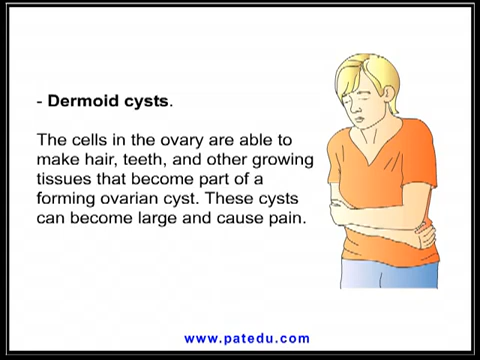 - Dermoid cysts.
The cells in the ovary are able to
make hair, teeth, and other growing
tissues that become part of a
forming ovarian cyst. These cysts
can become large and cause pain.
www.patedu.com